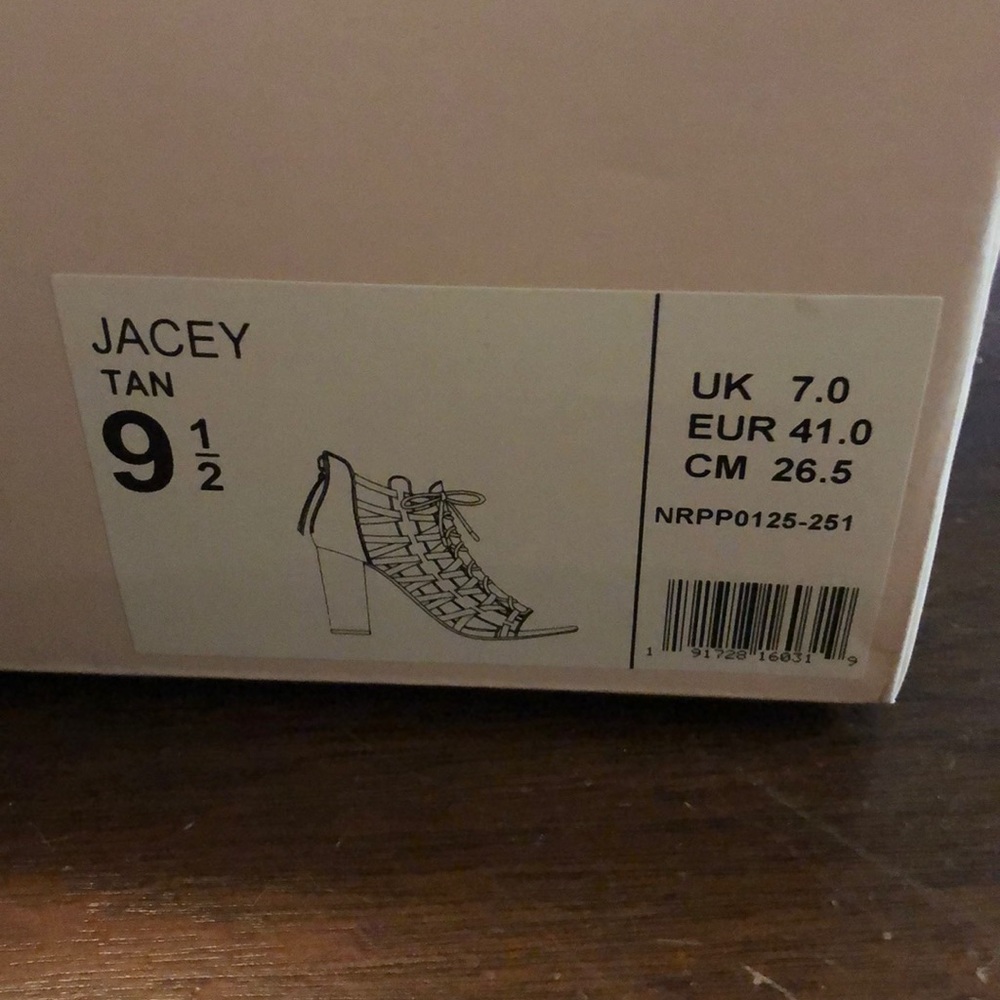 JACEY
TAN
9 1/2
UK 7.0
EUR 41.0
CM 26.5
NRPP0125-251
1 91728 16031 9